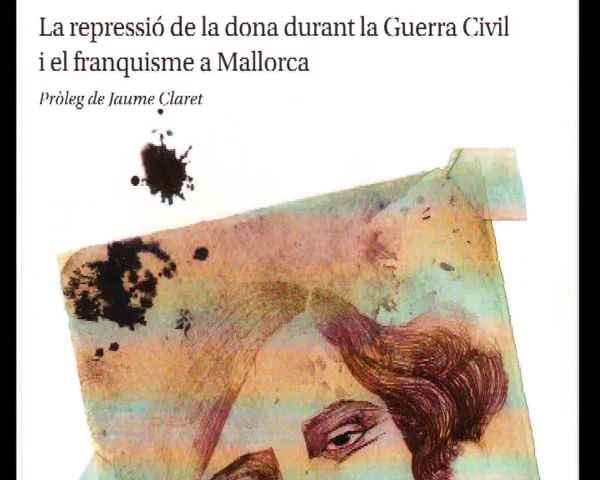 La repressió de la dona durant la Guerra Civil
i el franquisme a Mallorca
Pròleg de Jaume Claret